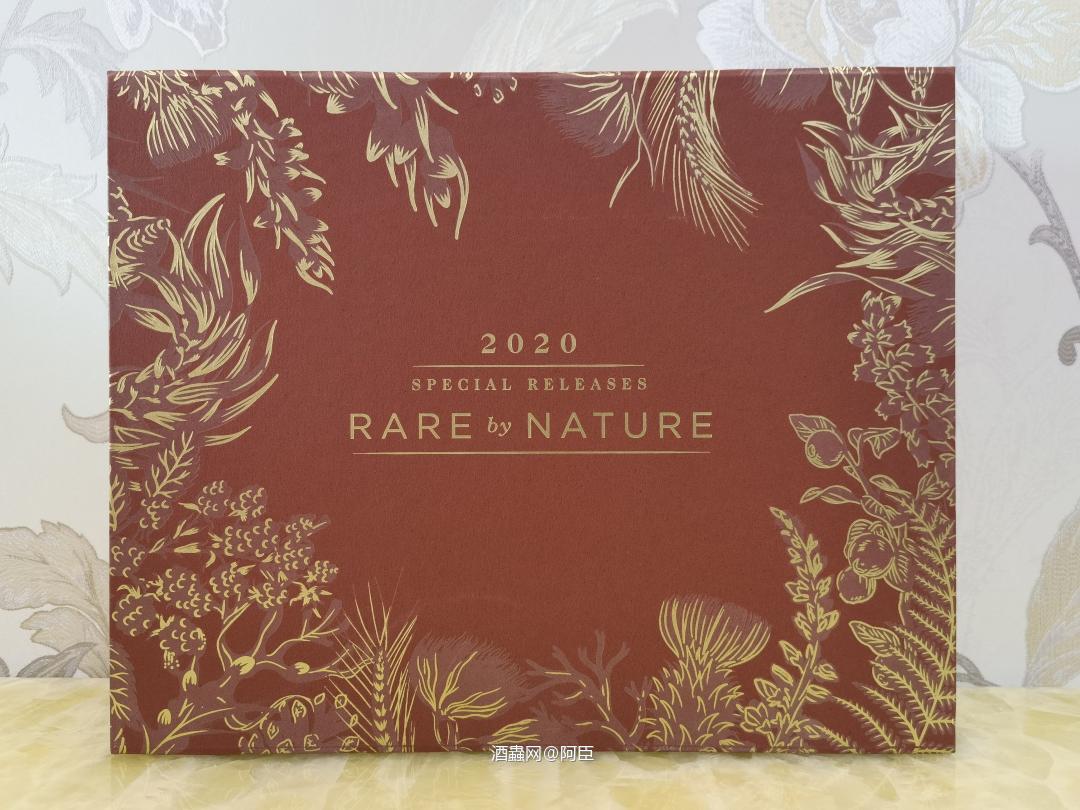 2020
SPECIAL RELEASES
RARE by NATURE
酒蟲网@阿臣